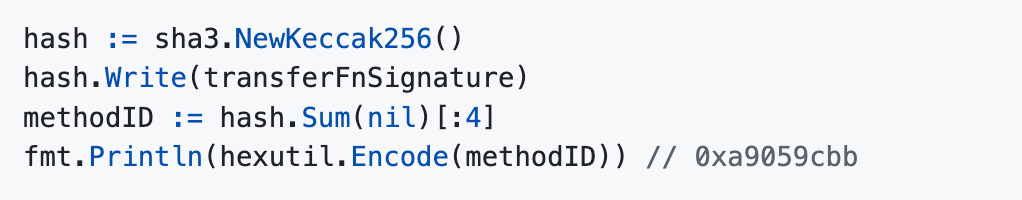 hash := sha3.NewKeccak256()
hash.Write(transferFnSignature)
methodID := hash.Sum(nil)[:4]
fmt.Println(hexutil.Encode(methodID)) // 0xa9059cbb